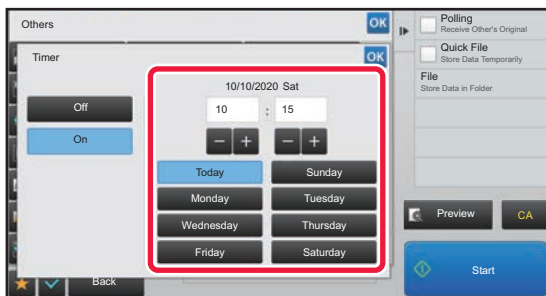 Others
OK
Timer
OK
10/10/2020 Sat
10 : 15
Off
On
Today
Sunday
Monday
Tuesday
Wednesday
Thursday
Friday
Saturday
Back
Polling
Receive Other's Original
Quick File
Store Data Temporarily
File
Store Data in Folder
Preview
CA
Start